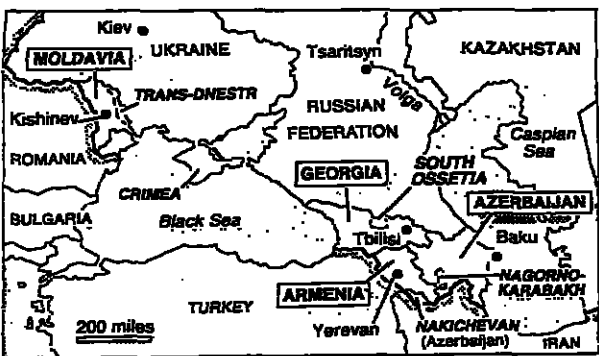 Kiev
UKRAINE
MOLDAVIA
TRANS-DNESTR
Kishinev
ROMANIA
CRIMEA
BULGARIA
Black Sea
Tsaritsyn
Volga
KAZAKHSTAN
RUSSIAN
FEDERATION
Caspian
Sea
GEORGIA
SOUTH
OSSETIA
AZERBAIJAN
Tbilisi
Baku
NAGORNO-
KARABAKH
ARMENIA
TURKEY
200 miles
Yerevan
NAKICHEVAN
(Azerbaijan)
IRAN